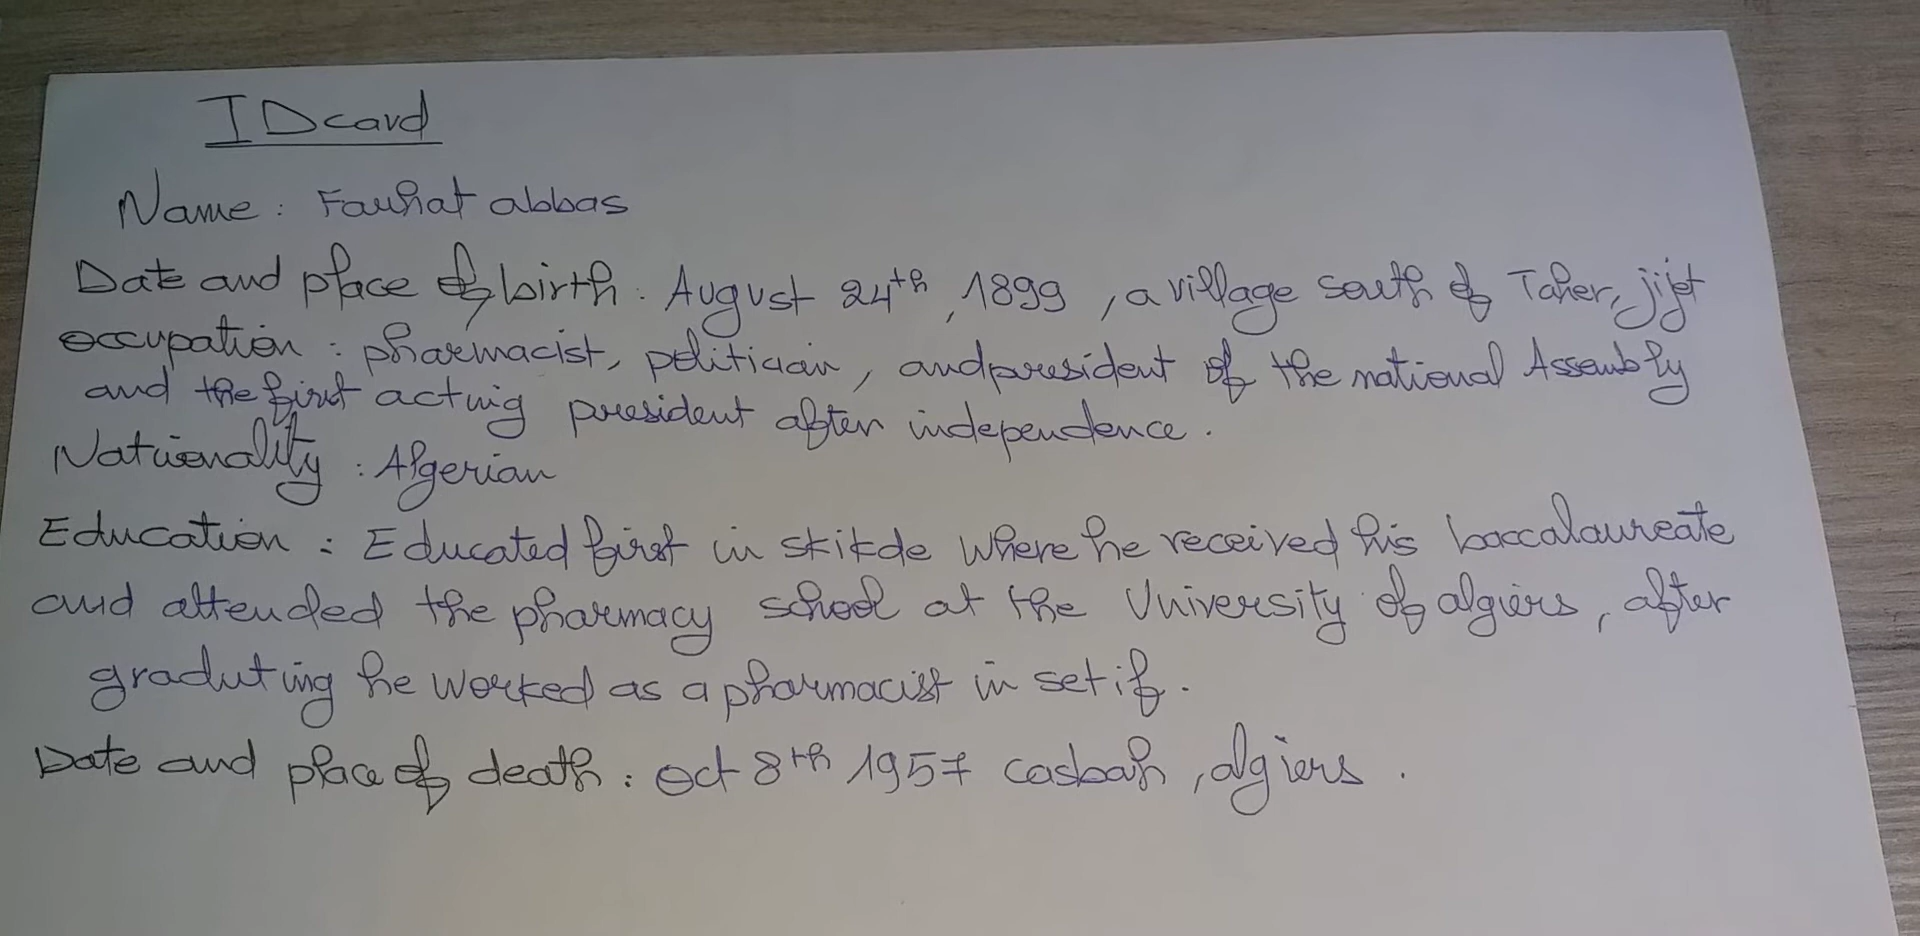 ID card
Name : Farhat abbas
Date and place of birth : August 24th, 1899 , a village south of Taher, jijel
occupation : pharmacist, politician, and president of the national Assembly
and the first acting president after independence .
Nationality : Algerian
Education : Educated first in skikde where he received his baccalaureate
and attended the pharmacy school at the University of algiers , after
graduting he worked as a pharmacist in setif .
Date and place of death : oct 8th 1957 casbah , algiers .